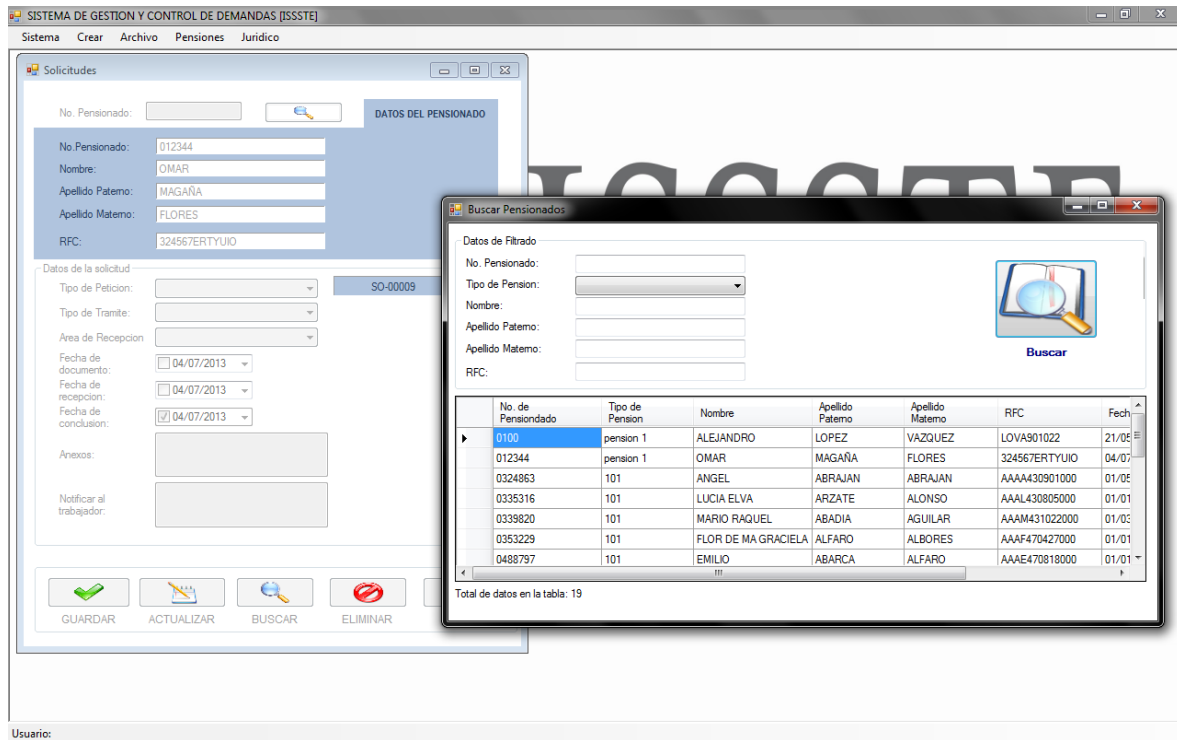 SISTEMA DE GESTION Y CONTROL DE DEMANDAS [ISSSTE]
Sistema Crear Archivo Pensiones Juridico
Solicitudes
No. Pensionado:
DATOS DEL PENSIONADO
No.Pensionado: 012344
Nombre: OMAR
Apellido Paterno: MAGAÑA
Apellido Materno: FLORES
RFC: 324567ERTYUIO
Datos de la solicitud
Tipo de Peticion: SO-00009
Tipo de Tramite:
Area de Recepcion
Fecha de documento: 04/07/2013
Fecha de recepcion: 04/07/2013
Fecha de conclusion: 04/07/2013
Anexos:
Notificar al trabajador:
GUARDAR ACTUALIZAR BUSCAR ELIMINAR
ISSSTE
Buscar Pensionados
Datos de Filtrado
No. Pensionado:
Tipo de Pension:
Nombre:
Apellido Paterno:
Apellido Materno:
RFC:
Buscar
No. de Pensiondado Tipo de Pension Nombre Apellido Paterno Apellido Materno RFC Fech
0100 pension 1 ALEJANDRO LOPEZ VAZQUEZ LOVA901022 21/05
012344 pension 1 OMAR MAGAÑA FLORES 324567ERTYUIO 04/07
0324863 101 ANGEL ABRAJAN ABRAJAN AAAA430901000 01/05
0335316 101 LUCIA ELVA ARZATE ALONSO AAAL430805000 01/01
0339820 101 MARIO RAQUEL ABADIA AGUILAR AAAM431022000 01/03
0353229 101 FLOR DE MA GRACIELA ALFARO ALBORES AAAF470427000 01/01
0488797 101 EMILIO ABARCA ALFARO AAAE470818000 01/01
Total de datos en la tabla: 19
Usuario: